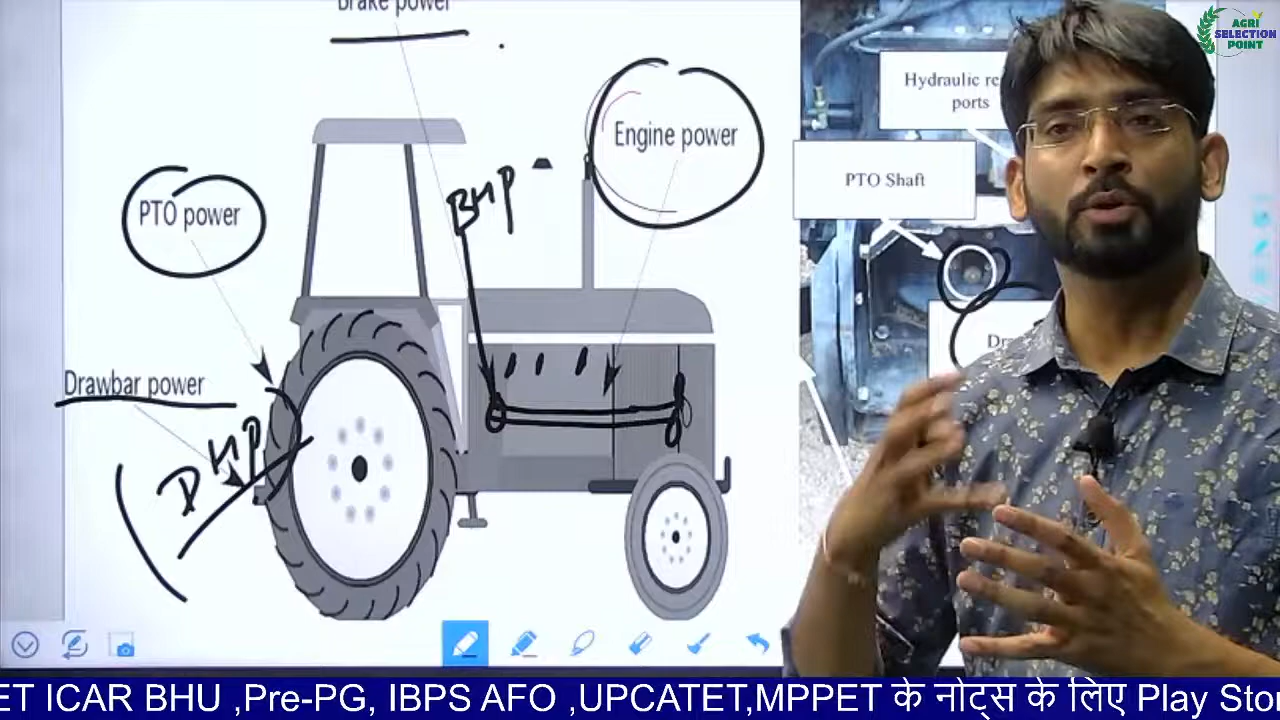 Brake power
AGRI
SELECTION
POINT
Hydraulic re
ports
Engine power
PTO Shaft
BHP
PTO power
Dr
Drawbar power
DHP
ET ICAR BHU ,Pre-PG, IBPS AFO ,UPCATET,MPPET के नोट्स के लिए Play Stor